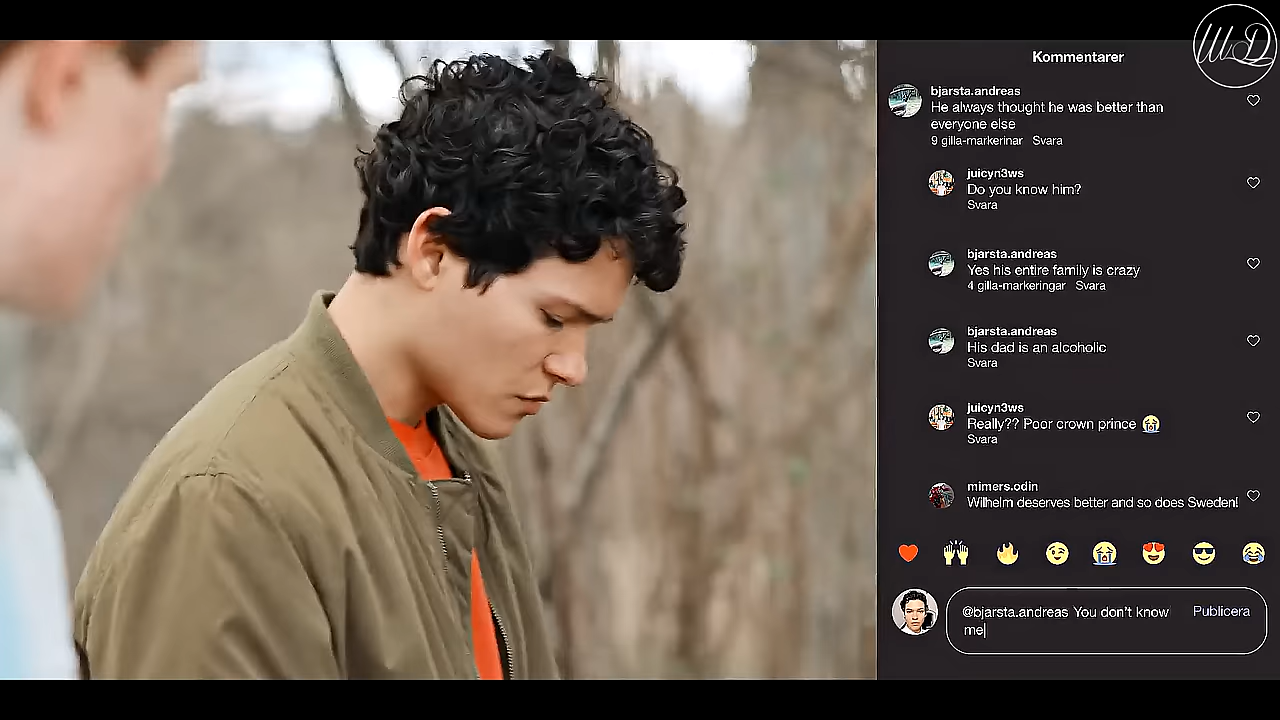 WD
Kommentarer
bjarsta.andreas
He always thought he was better than
everyone else
9 gilla-markerinar Svara
juicyn3ws
Do you know him?
Svara
bjarsta.andreas
Yes his entire family is crazy
4 gilla-markeringar Svara
bjarsta.andreas
His dad is an alcoholic
Svara
juicyn3ws
Really?? Poor crown prince 😭
Svara
mimers.odin
Wilhelm deserves better and so does Sweden!
@bjarsta.andreas You don't know
me
Publicera